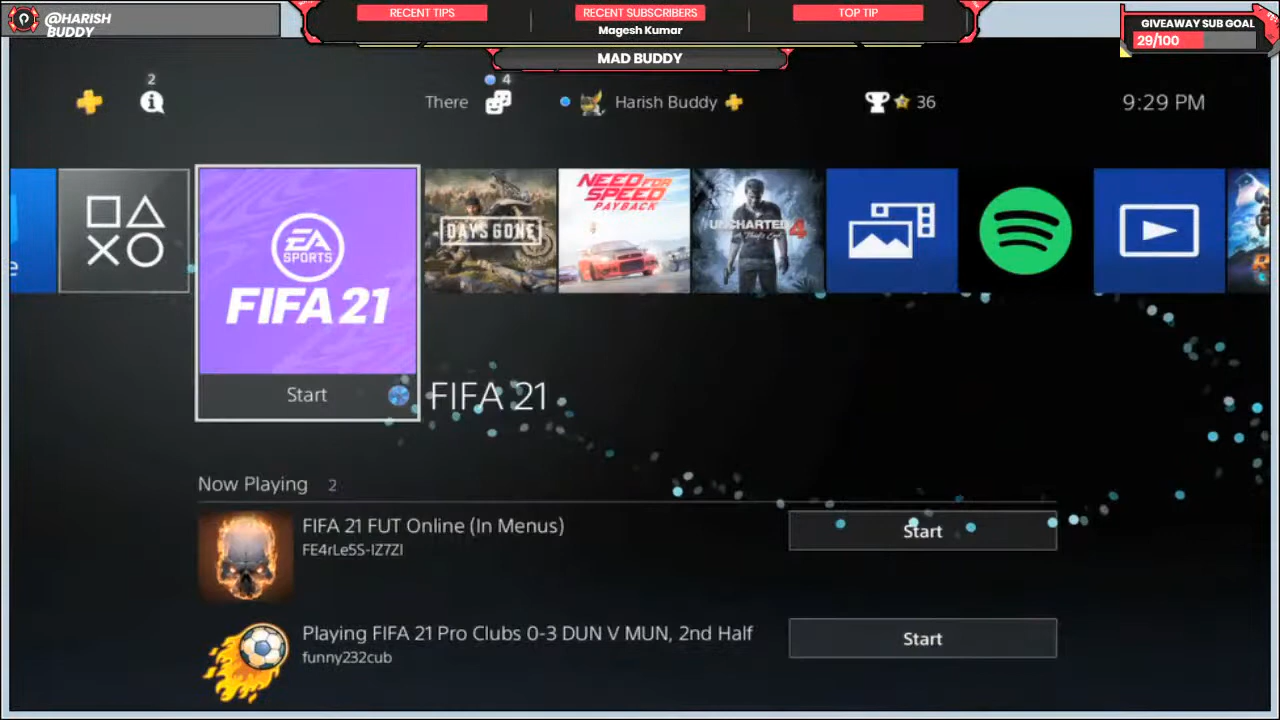 @HARISH
BUDDY
RECENT TIPS
RECENT SUBSCRIBERS
Magesh Kumar
TOP TIP
GIVEAWAY SUB GOAL
29/100
MAD BUDDY
2
There
4
Harish Buddy
36
9:29 PM
e
EA
SPORTS
FIFA 21
DAYS GONE
NEED FOR
SPEED
PAYBACK
UNCHARTED 4
Start
FIFA 21
Now Playing 2
FIFA 21 FUT Online (In Menus)
FE4rLe5S-IZ7ZI
Start
Playing FIFA 21 Pro Clubs 0-3 DUN V MUN, 2nd Half
funny232cub
Start